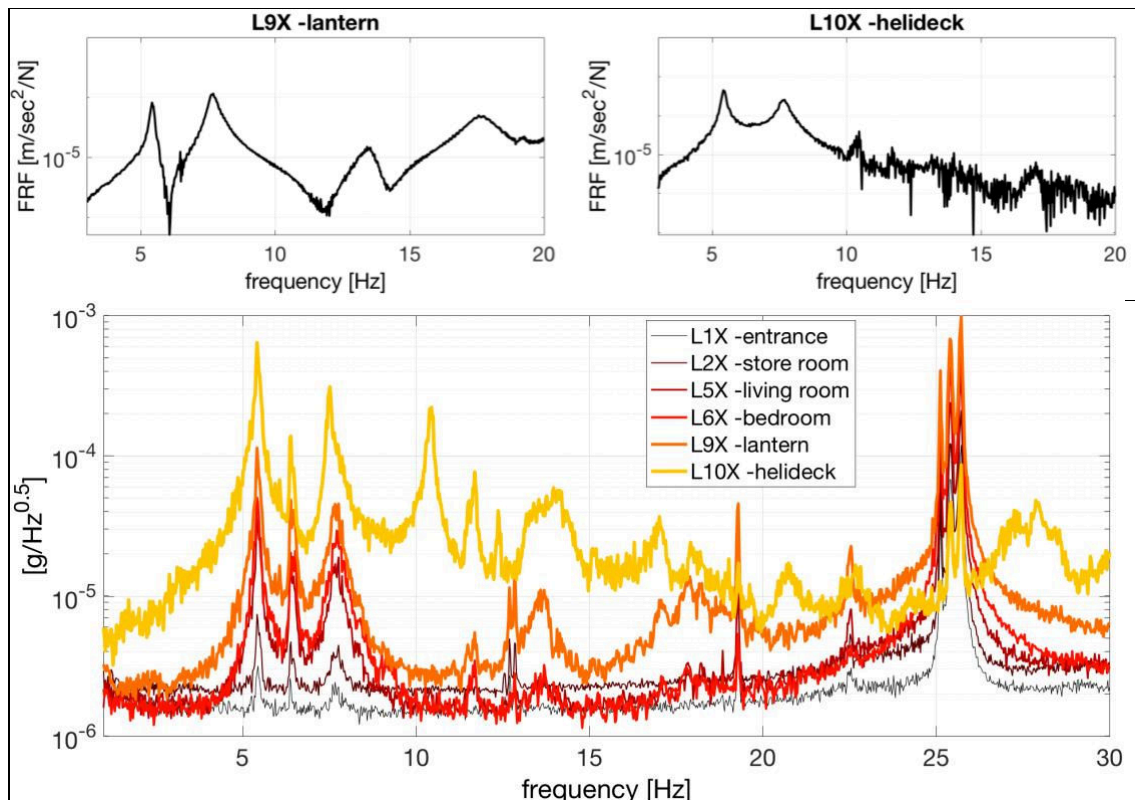 L9X -lantern
FRF [m/sec²/N]
10⁻⁵
5 10 15 20
frequency [Hz]
L10X -helideck
FRF [m/sec²/N]
10⁻⁵
5 10 15 20
frequency [Hz]
10⁻³
10⁻⁴
10⁻⁵
10⁻⁶
[g/Hz⁰·⁵]
L1X -entrance
L2X -store room
L5X -living room
L6X -bedroom
L9X -lantern
L10X -helideck
5 10 15 20 25 30
frequency [Hz]